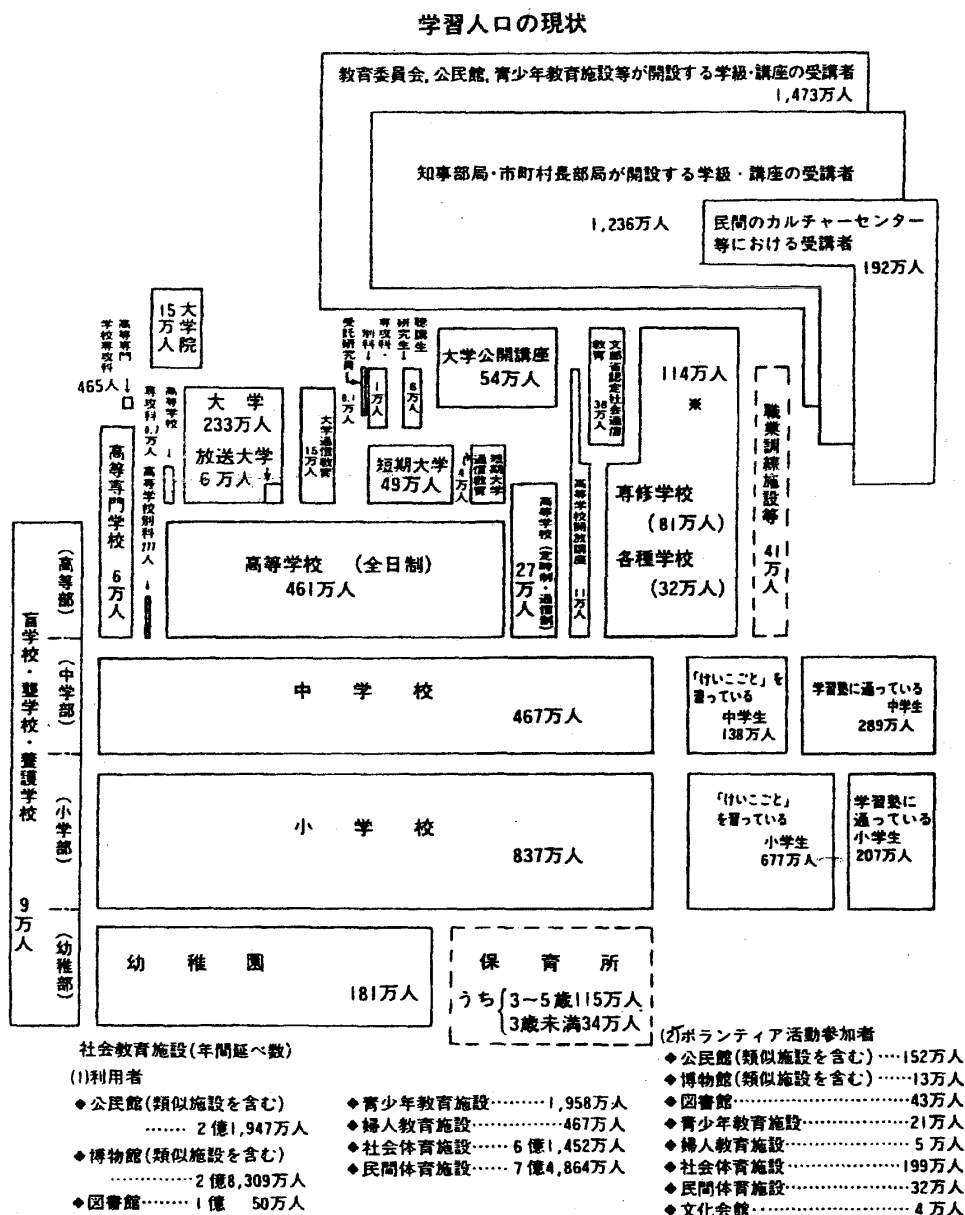 学習人口の現状
教育委員会，公民館，青少年教育施設等が開設する学級・講座の受講者
1,473万人
知事部局・市町村長部局が開設する学級・講座の受講者
1,236万人
民間のカルチャーセンター
等における受講者
192万人
大学院
15万人
高等専門
学校専攻科
465人
高等学校
専攻科
大学
233万人
放送大学
6万人
大学通信教育
15万人
受託研究員
0.1万人
専攻科・
別科
1万人
聴講生
研究生
6万人
大学公開講座
54万人
文部省認定社会通信
教育
38万人
114万人
※
専修学校
(81万人)
各種学校
(32万人)
職業訓練施設等
41万人
短期大学
49万人
短期大学
通信教育
4万人
高等専門学校
6万人
高等学校別科
高等学校 (全日制)
461万人
高等学校(定時制・通信制)
27万人
高等学校開放講座
11万人
盲学校・聾学校・養護学校
9万人
(高等部)
(中学部)
(小学部)
(幼稚部)
中学校
467万人
「けいこごと」を
習っている
中学生
138万人
学習塾に通っている
中学生
289万人
小学校
837万人
「けいこごと」
を習っている
小学生
677万人
学習塾に
通っている
小学生
207万人
幼稚園
181万人
保育所
うち{3〜5歳115万人
3歳未満34万人
社会教育施設(年間延べ数)
(1)利用者
◆公民館(類似施設を含む)
……2億1,947万人
◆博物館(類似施設を含む)
…………2億8,309万人
◆図書館……1億 50万人
◆青少年教育施設………1,958万人
◆婦人教育施設…………467万人
◆社会体育施設……6億1,452万人
◆民間体育施設……7億4,864万人
(2)ボランティア活動参加者
◆公民館(類似施設を含む)…152万人
◆博物館(類似施設を含む)……13万人
◆図書館……………………43万人
◆青少年教育施設……………21万人
◆婦人教育施設………………5万人
◆社会体育施設……………199万人
◆民間体育施設………………32万人
◆文化会館……………………4万人